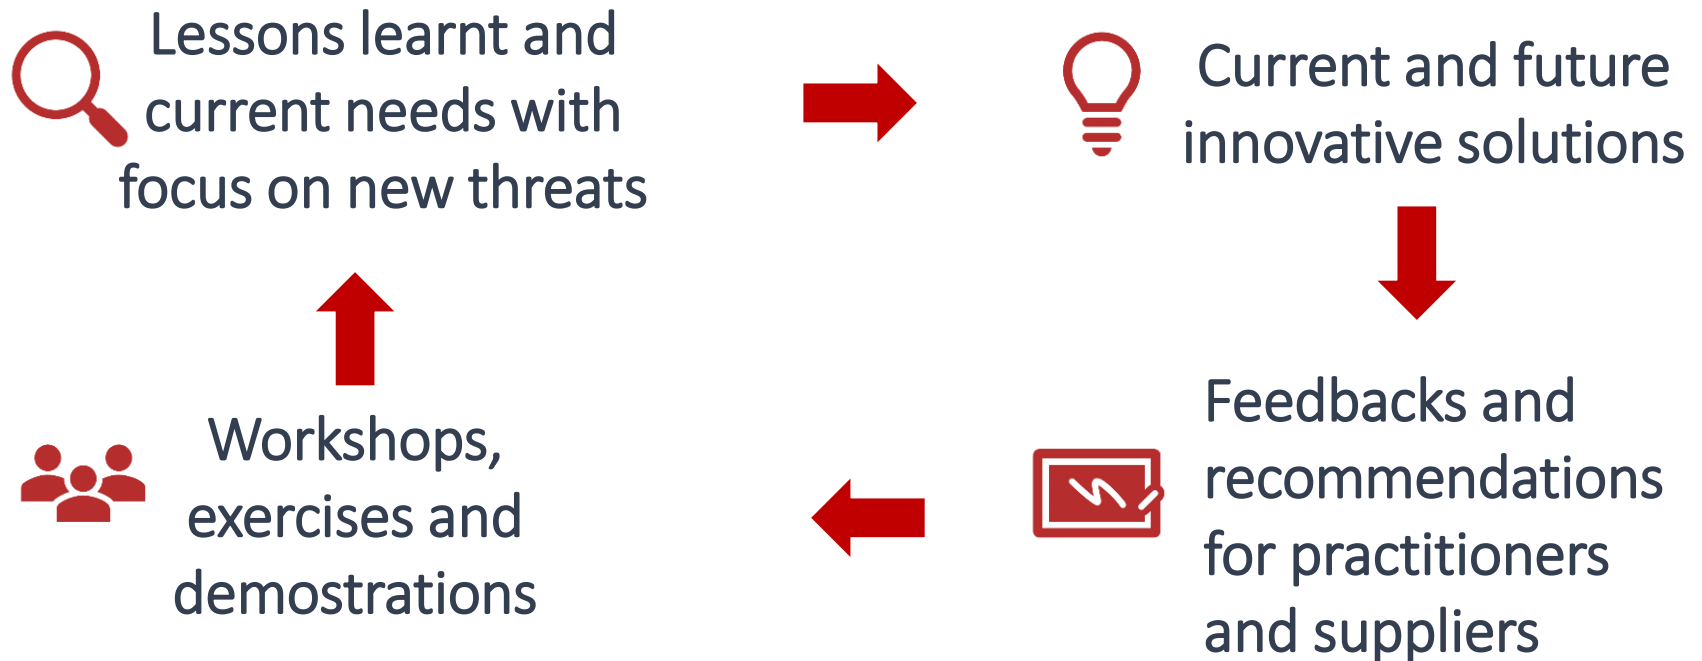 Lessons learnt and
current needs with
focus on new threats
Current and future
innovative solutions
Feedbacks and
recommendations
for practitioners
and suppliers
Workshops,
exercises and
demostrations